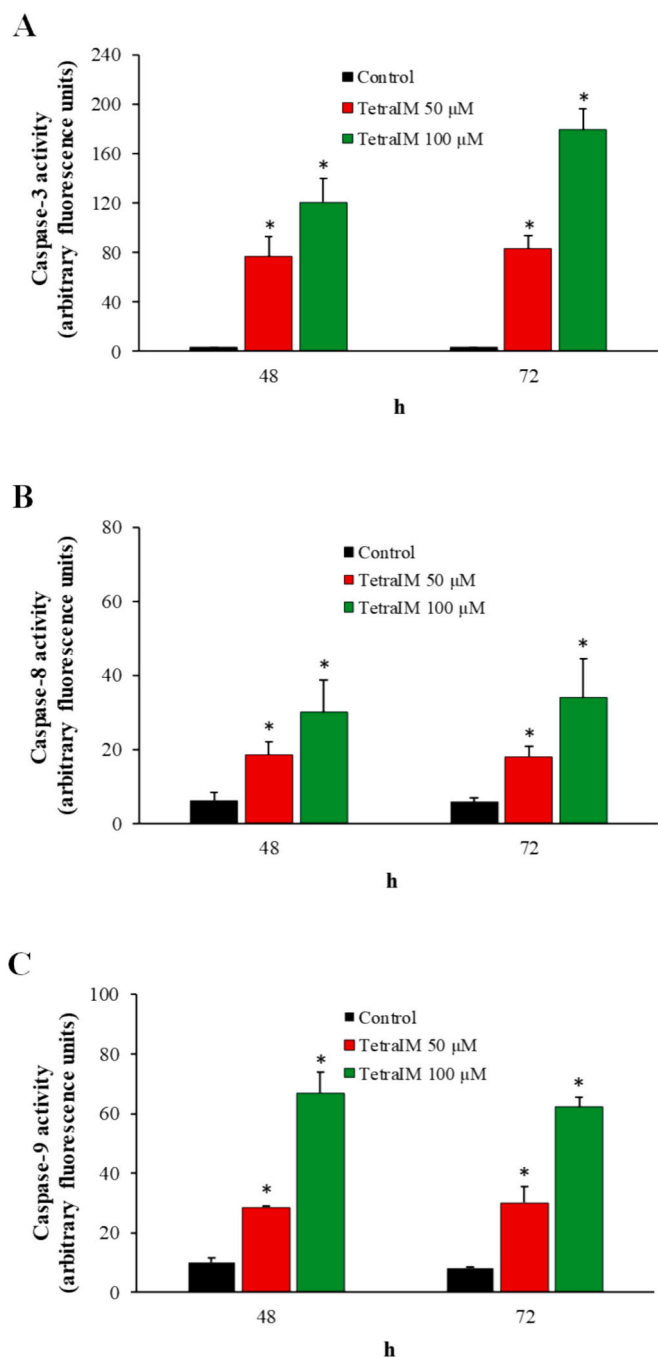 A
Caspase-3 activity
(arbitrary fluorescence units)
240
200
160
120
80
40
0
Control
TetraIM 50 μM
TetraIM 100 μM
*
*
*
*
48
72
h
B
Caspase-8 activity
(arbitrary fluorescence units)
80
60
40
20
0
Control
TetraIM 50 μM
TetraIM 100 μM
*
*
*
*
48
72
h
C
Caspase-9 activity
(arbitrary fluorescence units)
100
80
60
40
20
0
Control
TetraIM 50 μM
TetraIM 100 μM
*
*
*
*
48
72
h